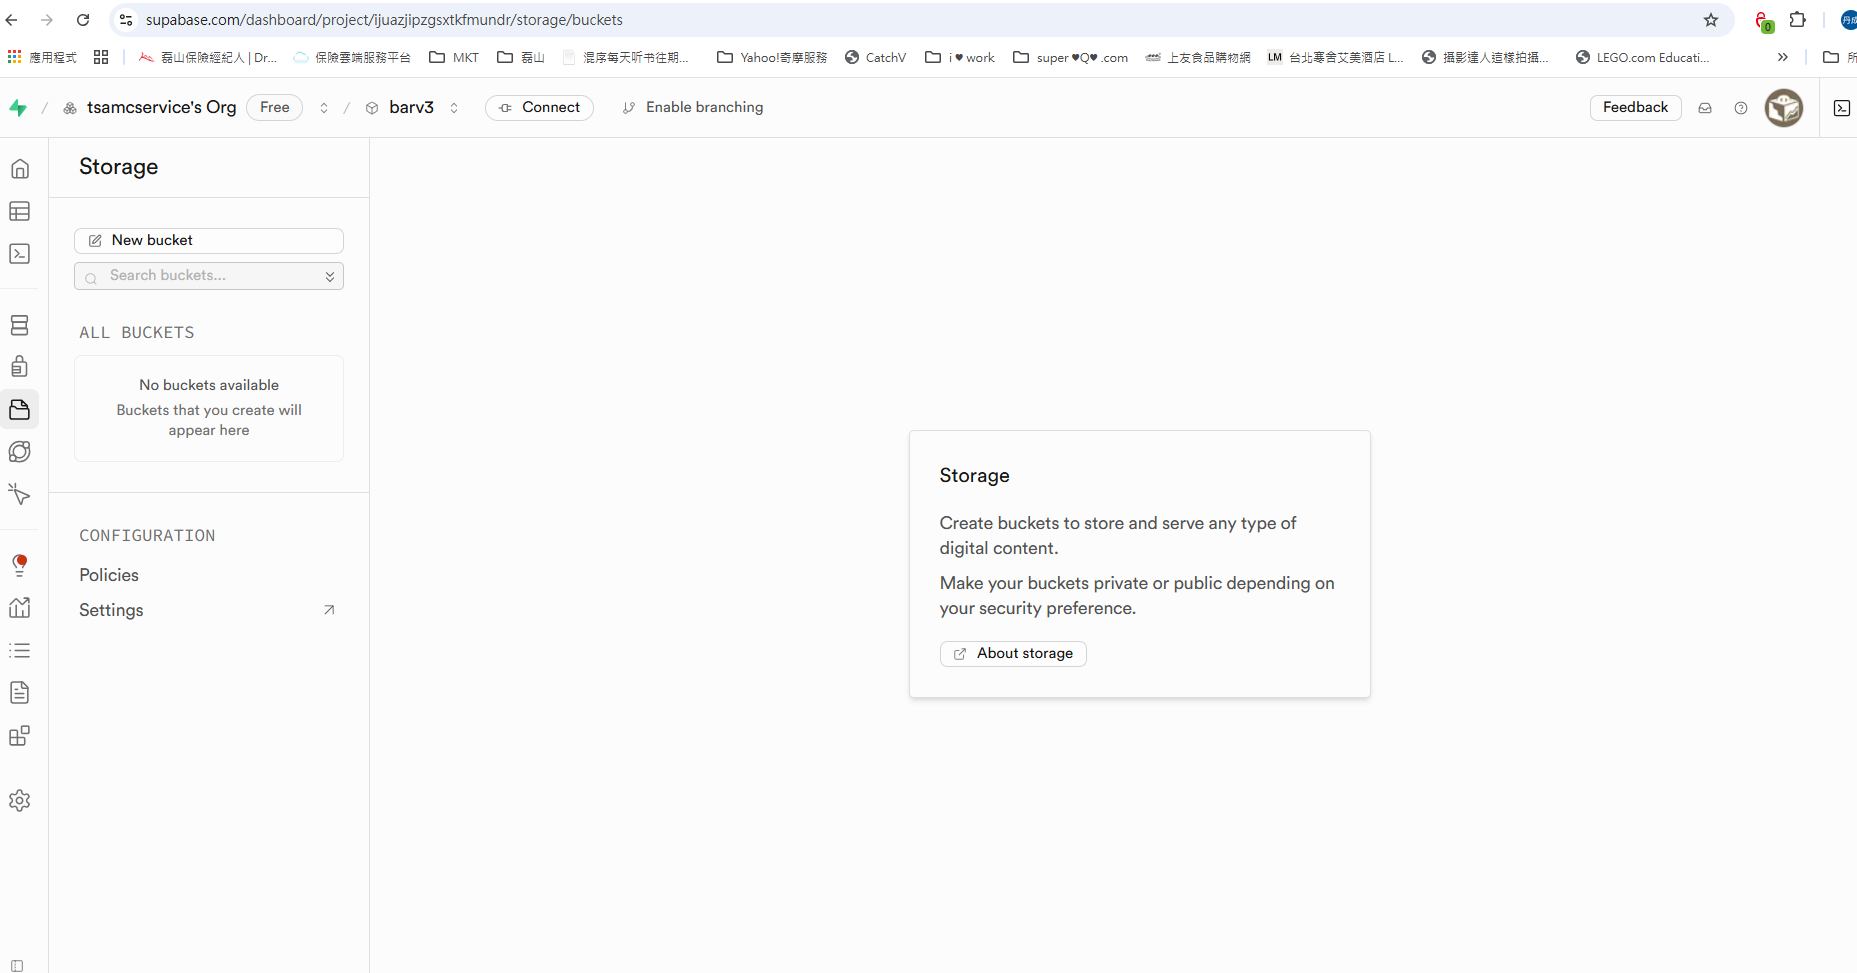 supabase.com/dashboard/project/ijuazjipzgsxtkfmundr/storage/buckets
應用程式 磊山保險經紀人 | Dr... 保險雲端服務平台 MKT 磊山 混序每天听书往期... Yahoo!奇摩服務 CatchV i ♥ work super ♥Q♥ .com 上友食品購物網 LM 台北寒舍艾美酒店 L... 攝影達人這樣拍攝... LEGO.com Educati... » 所
tsamcservice's Org Free barv3 Connect Enable branching Feedback
Storage
New bucket
Search buckets...
ALL BUCKETS
No buckets available
Buckets that you create will
appear here
CONFIGURATION
Policies
Settings
Storage
Create buckets to store and serve any type of
digital content.
Make your buckets private or public depending on
your security preference.
About storage